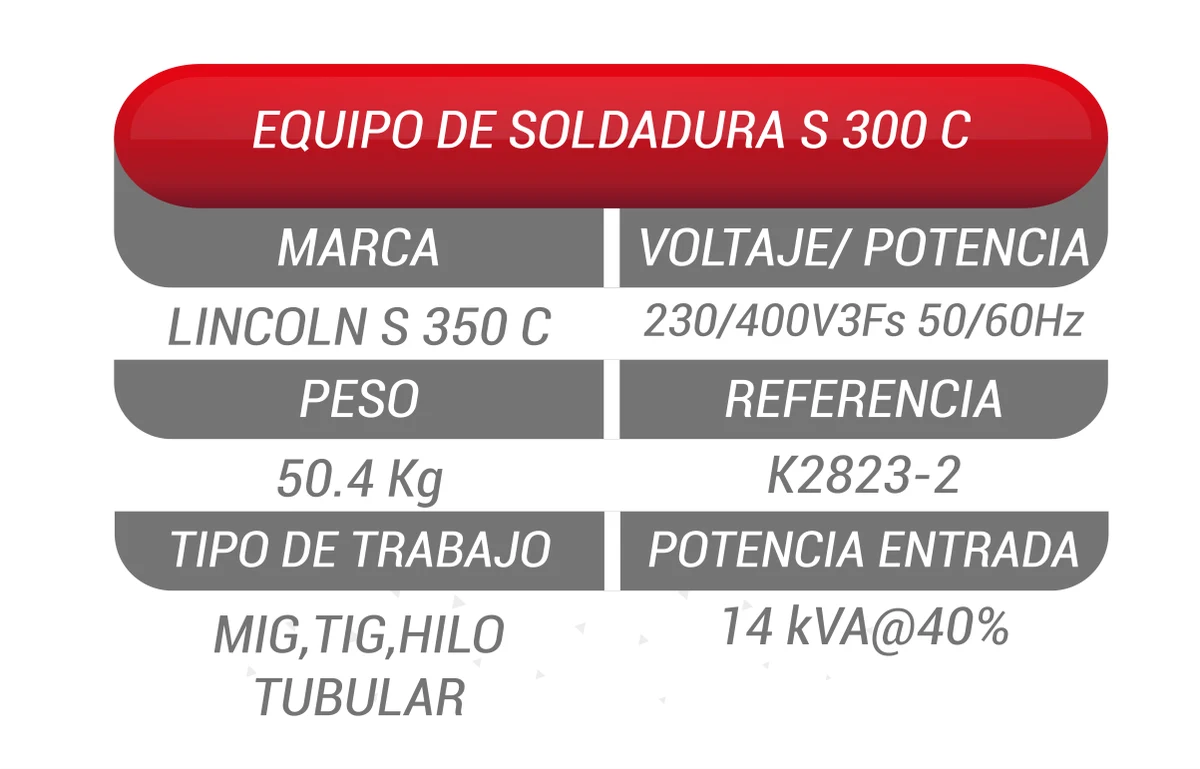 EQUIPO DE SOLDADURA S 300 C
MARCA
VOLTAJE/ POTENCIA
LINCOLN S 350 C
230/400V3Fs 50/60Hz
PESO
REFERENCIA
50.4 Kg
K2823-2
TIPO DE TRABAJO
POTENCIA ENTRADA
MIG,TIG,HILO
TUBULAR
14 kVA@40%